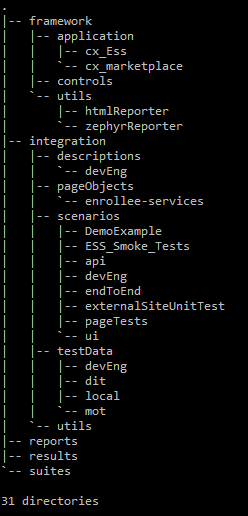 .
|-- framework
|   |-- application
|   |   |-- cx_Ess
|   |   `-- cx_marketplace
|   |-- controls
|   `-- utils
|       |-- htmlReporter
|       `-- zephyrReporter
|-- integration
|   |-- descriptions
|   |   `-- devEng
|   |-- pageObjects
|   |   `-- enrollee-services
|   |-- scenarios
|   |   |-- DemoExample
|   |   |-- ESS_Smoke_Tests
|   |   |-- api
|   |   |-- devEng
|   |   |-- endToEnd
|   |   |-- externalSiteUnitTest
|   |   |-- pageTests
|   |   `-- ui
|   |-- testData
|   |   |-- devEng
|   |   |-- dit
|   |   |-- local
|   |   `-- mot
|   `-- utils
|-- reports
|-- results
`-- suites
31 directories